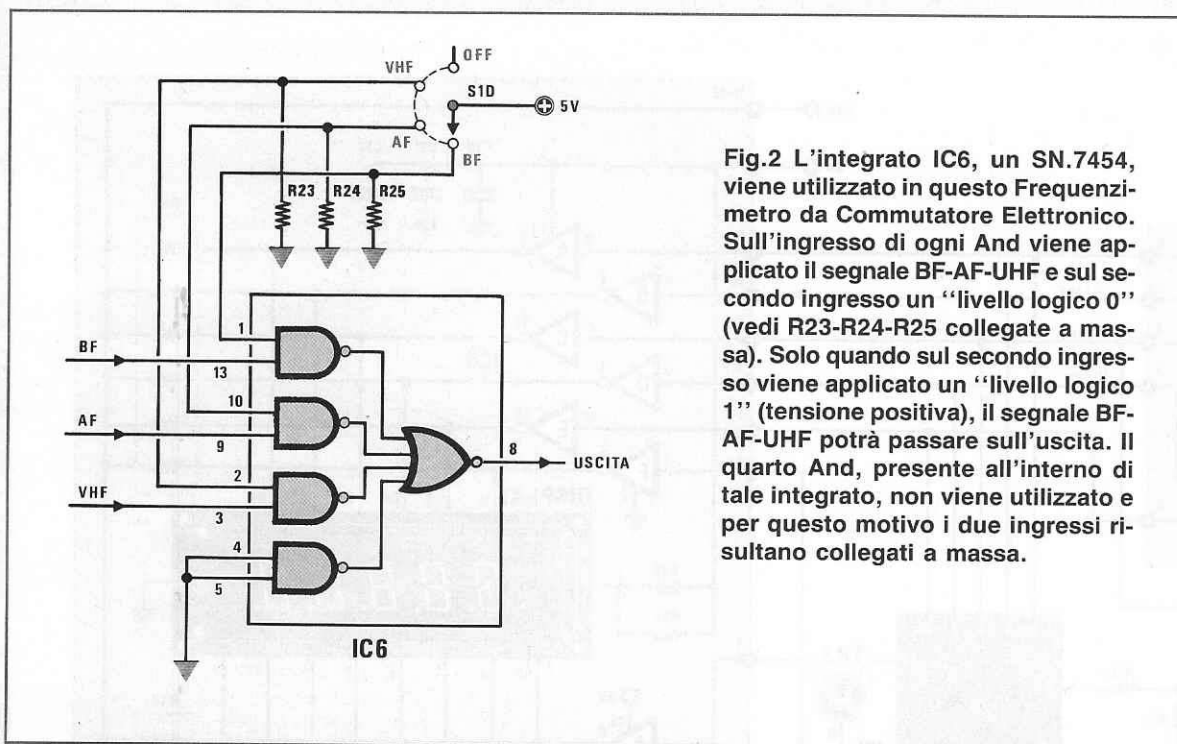 OFF
VHF
S1D
5V
AF
BF
R23
R24
R25
1
BF
13
10
AF
9
8
USCITA
2
VHF
3
4
5
IC6
Fig.2 L'integrato IC6, un SN.7454,
viene utilizzato in questo Frequenzi-
metro da Commutatore Elettronico.
Sull'ingresso di ogni And viene ap-
plicato il segnale BF-AF-UHF e sul se-
condo ingresso un ‘‘livello logico 0’’
(vedi R23-R24-R25 collegate a mas-
sa). Solo quando sul secondo ingres-
so viene applicato un ‘‘livello logico
1’’ (tensione positiva), il segnale BF-
AF-UHF potrà passare sull'uscita. Il
quarto And, presente all'interno di
tale integrato, non viene utilizzato e
per questo motivo i due ingressi ri-
sultano collegati a massa.